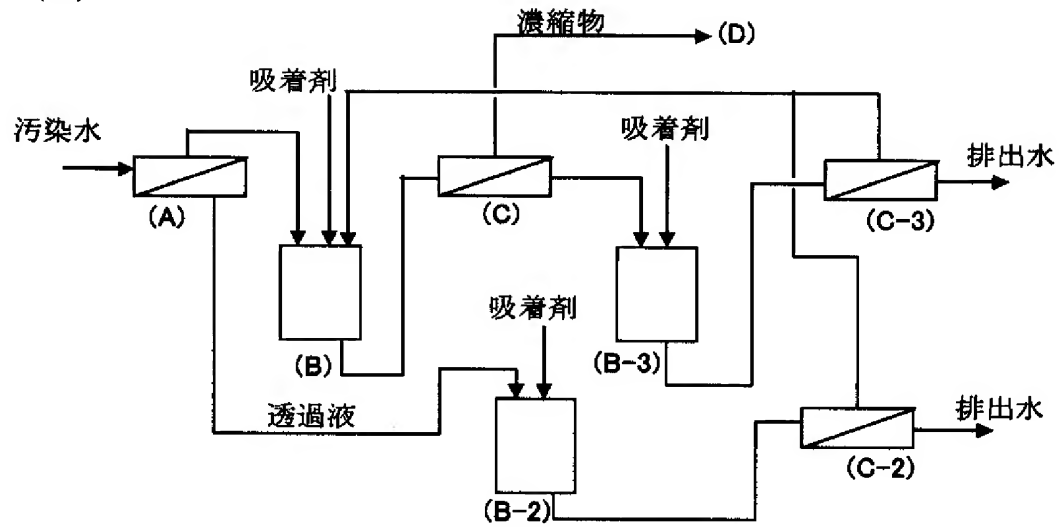 濃縮物
(D)
吸着剤
汚染水
吸着剤
排出水
(A)
(C)
(C-3)
吸着剤
(B)
(B-3)
透過液
排出水
(C-2)
(B-2)